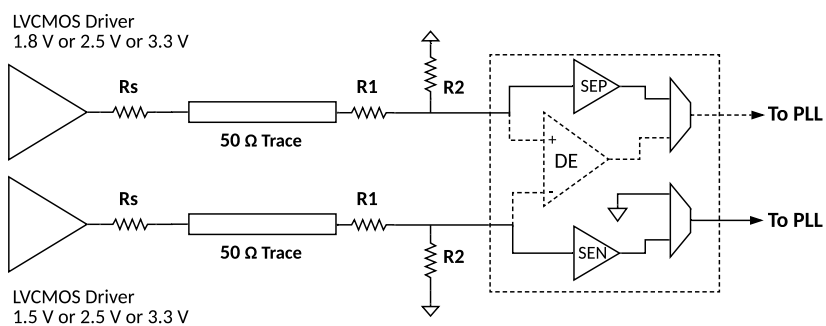 LVCMOS Driver
1.8 V or 2.5 V or 3.3 V
Rs
R1
R2
SEP
50 Ω Trace
To PLL
+
DE
-
Rs
R1
To PLL
50 Ω Trace
R2
SEN
LVCMOS Driver
1.5 V or 2.5 V or 3.3 V